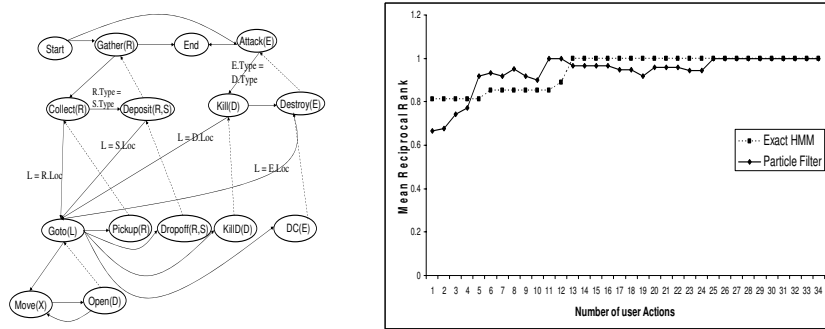 Start
Gather(R)
End
Attack(E)
E.Type =
D.Type
R.Type =
S.Type
Collect(R)
Deposit(R,S)
Kill(D)
Destroy(E)
L = S.Loc
L = D.Loc
L = R.Loc
L = E.Loc
Goto(L)
Pickup(R)
Dropoff(R,S)
KillD(D)
DC(E)
Move(X)
Open(D)
Mean Reciprocal Rank
1.2
1
0.8
0.6
0.4
0.2
0
Exact HMM
Particle Filter
1 2 3 4 5 6 7 8 9 10 11 12 13 14 15 16 17 18 19 20 21 22 23 24 25 26 27 28 29 30 31 32 33 34
Number of user Actions